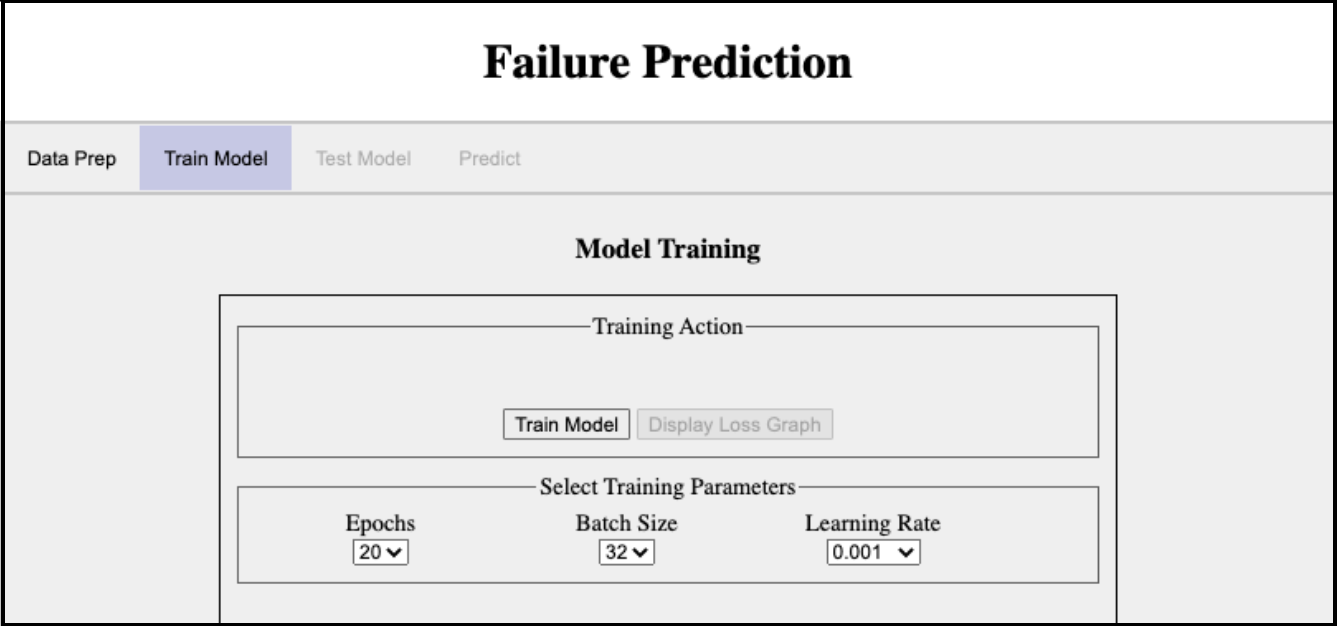 Failure Prediction
Data Prep Train Model Test Model Predict
Model Training
Training Action
Train Model Display Loss Graph
Select Training Parameters
Epochs Batch Size Learning Rate
20 32 0.001